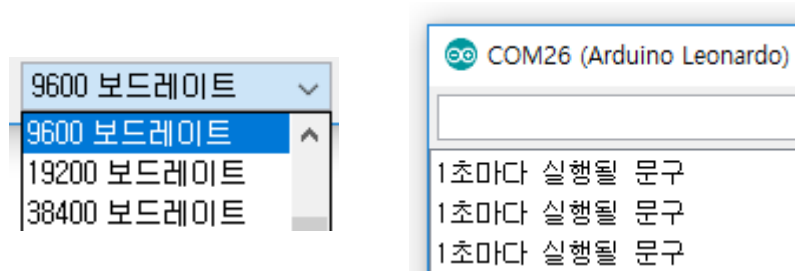 9600 보드레이트
9600 보드레이트
19200 보드레이트
38400 보드레이트
COM26 (Arduino Leonardo)
1초마다 실행될 문구
1초마다 실행될 문구
1초마다 실행될 문구